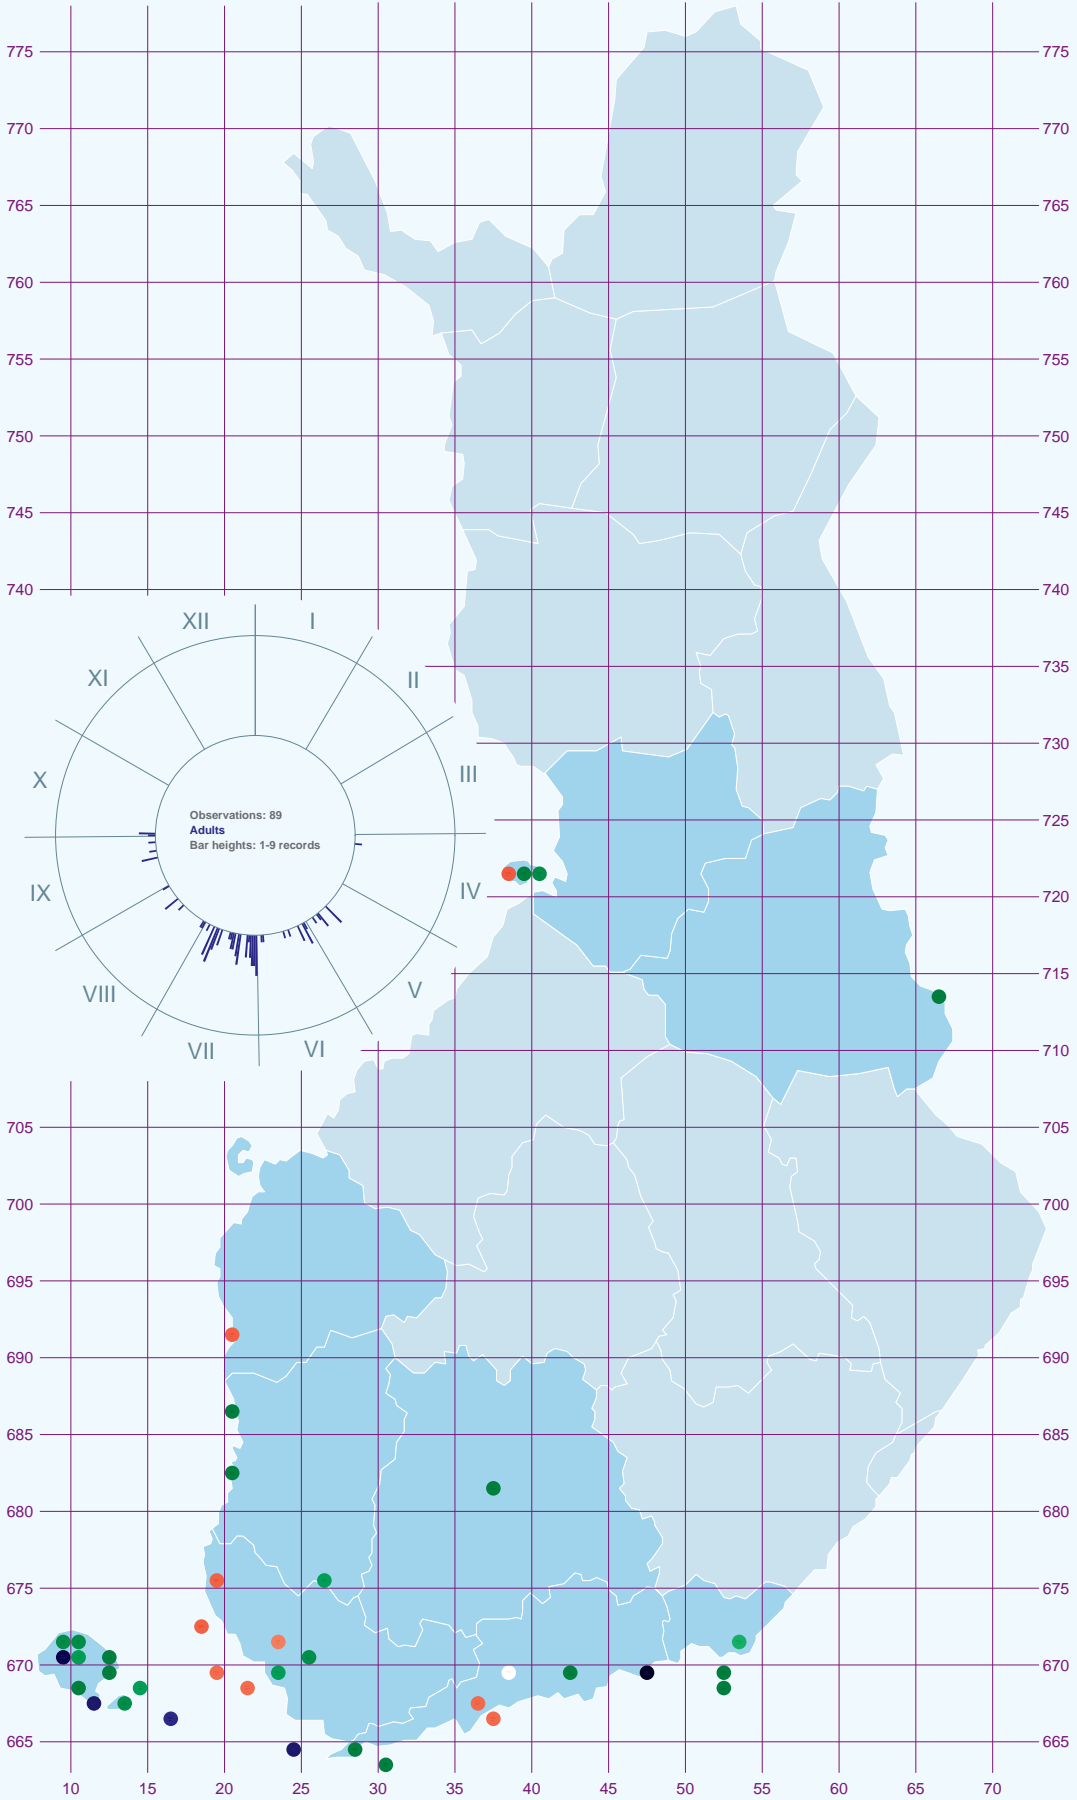 775 775
770 770
765 765
760 760
755 755
750 750
745 745
740 740
XII I
735
XI II
730
X III
725
Observations: 89
Adults
Bar heights: 1-9 records
IX IV
720
VIII V
715
VII VI
710
705 705
700 700
695 695
690 690
685 685
680 680
675 675
670 670
665 665
10 15 20 25 30 35 40 45 50 55 60 65 70